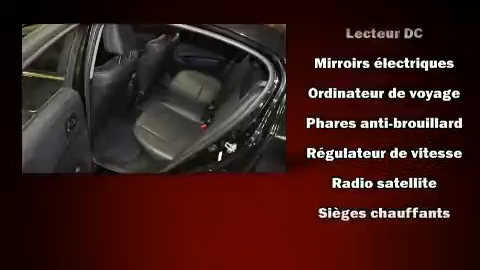 Lecteur DC
Mirroirs électriques
Ordinateur de voyage
Phares anti-brouillard
Régulateur de vitesse
Radio satellite
Sièges chauffants